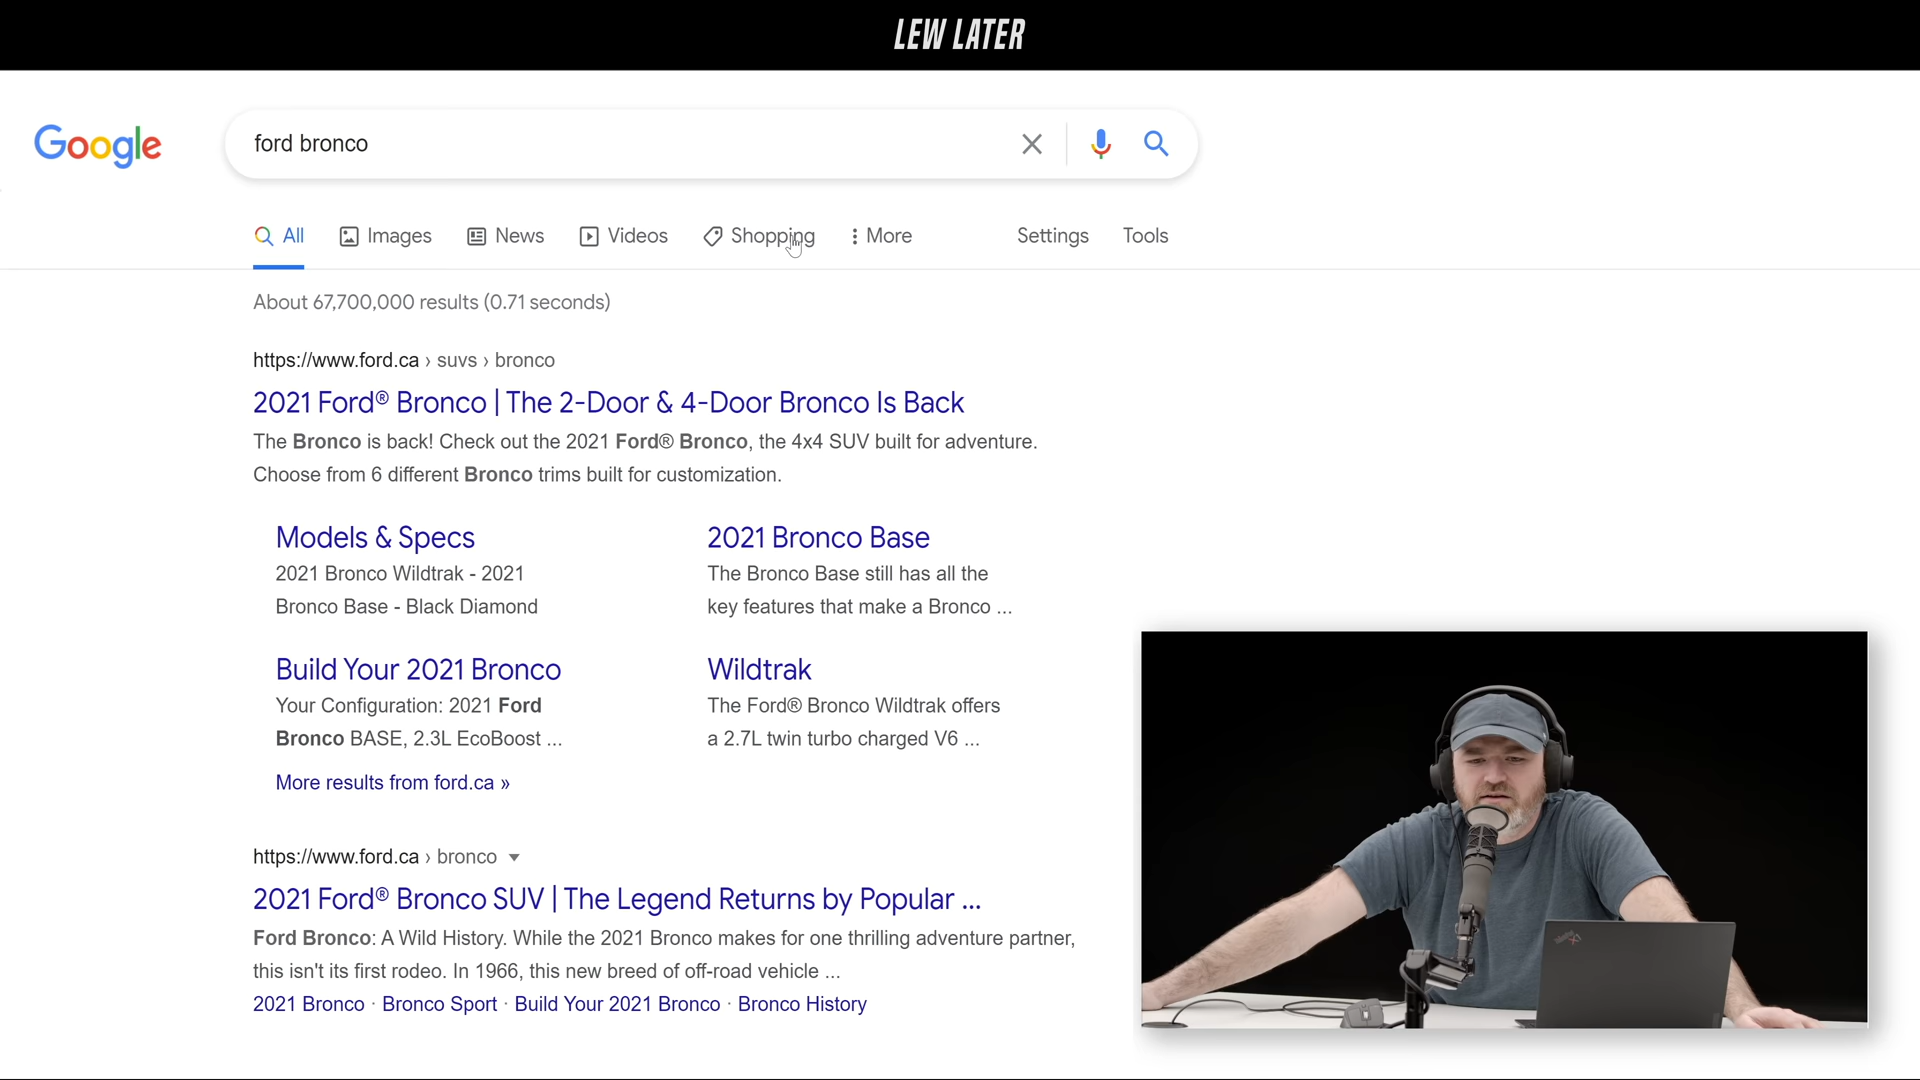 LEW LATER
Google
ford bronco
All Images News Videos Shopping More Settings Tools
About 67,700,000 results (0.71 seconds)
https://www.ford.ca › suvs › bronco
2021 Ford® Bronco | The 2-Door & 4-Door Bronco Is Back
The Bronco is back! Check out the 2021 Ford® Bronco, the 4x4 SUV built for adventure.
Choose from 6 different Bronco trims built for customization.
Models & Specs
2021 Bronco Wildtrak - 2021
Bronco Base - Black Diamond
2021 Bronco Base
The Bronco Base still has all the
key features that make a Bronco ...
Build Your 2021 Bronco
Your Configuration: 2021 Ford
Bronco BASE, 2.3L EcoBoost ...
Wildtrak
The Ford® Bronco Wildtrak offers
a 2.7L twin turbo charged V6 ...
More results from ford.ca »
https://www.ford.ca › bronco
2021 Ford® Bronco SUV | The Legend Returns by Popular ...
Ford Bronco: A Wild History. While the 2021 Bronco makes for one thrilling adventure partner,
this isn't its first rodeo. In 1966, this new breed of off-road vehicle ...
2021 Bronco · Bronco Sport · Build Your 2021 Bronco · Bronco History